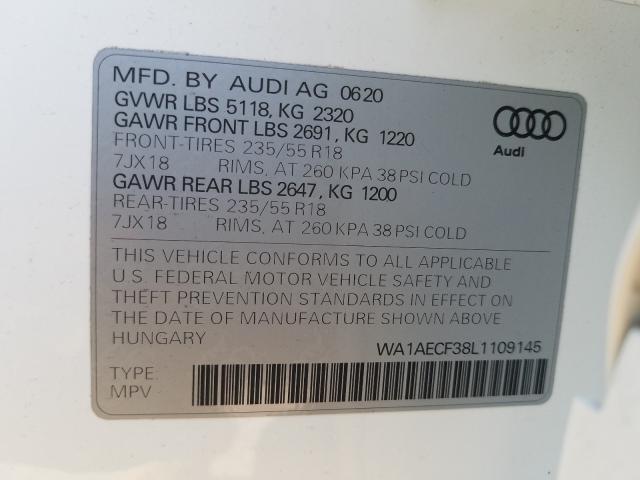 MFD. BY AUDI AG 0620
GVWR LBS 5118, KG 2320
GAWR FRONT LBS 2691, KG 1220
FRONT-TIRES 235/55 R18
7JX18 RIMS, AT 260 KPA 38 PSI COLD
GAWR REAR LBS 2647, KG 1200
REAR-TIRES 235/55 R18
7JX18 RIMS, AT 260 KPA 38 PSI COLD
Audi
THIS VEHICLE CONFORMS TO ALL APPLICABLE
U.S. FEDERAL MOTOR VEHICLE SAFETY AND
THEFT PREVENTION STANDARDS IN EFFECT ON
THE DATE OF MANUFACTURE SHOWN ABOVE
HUNGARY
WA1AECF38L1109145
TYPE:
MPV